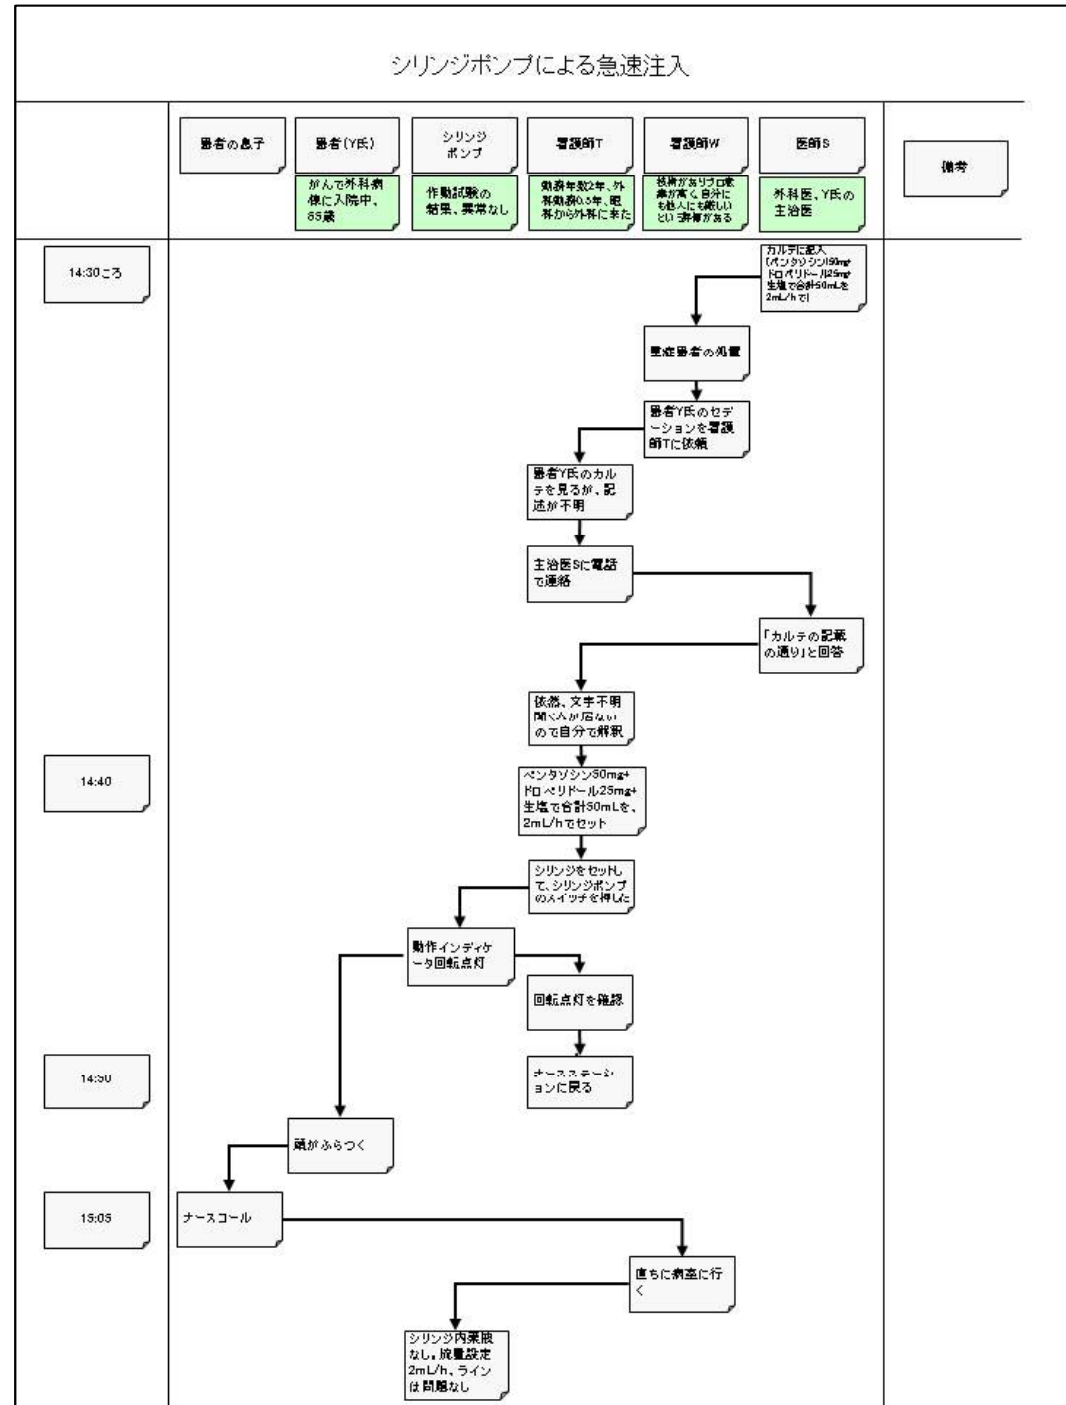 シリンジポンプによる急速注入
患者の息子
患者(Y氏)
シリンジ
ポンプ
看護師T
看護師W
医師S
備考
がんで外科病
棟に入院中、
作動試験の
結果、異常なし
勤務年数2年、外
科勤務0.5年、眼
科から外科に来た
技術がありプロ意
識が高く、自分に
も他人にも厳しい
という評価がある
外科医、Y氏の
主治医
14:30ころ
カルテに記入
ドロペリドール25mg+
生塩で合計50mLを
2mL/hで」
重症患者の処置
患者Y氏のセデ
ーションを看護
師Tに依頼
患者Y氏のカル
テを見るが、記
述が不明
主治医Sに電話
で連絡
「カルテの記載
の通り」と回答
依然、文字不明
聞く人が居ない
ので自分で解釈
14:40
ペンタゾシン50mg+
ドロペリドール25mg+
生塩で合計50mLを、
2mL/hでセット
シリンジをセットし
て、シリンジポンプ
のスイッチを押した
動作インディケ
ータ回転点灯
回転点灯を確認
14:50
ナースステーシ
ョンに戻る
頭がふらつく
15:05
ナースコール
直ちに病室に行
く
シリンジ内薬液
なし。流量設定
2mL/h、ライン
は問題なし